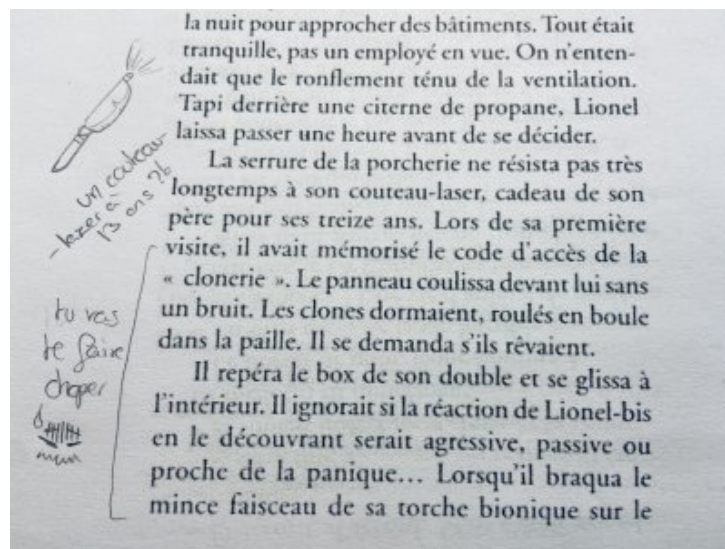 la nuit pour approcher des bâtiments. Tout était
tranquille, pas un employé en vue. On n'enten-
dait que le ronflement ténu de la ventilation.
Tapi derrière une citerne de propane, Lionel
laissa passer une heure avant de se décider.
La serrure de la porcherie ne résista pas très
longtemps à son couteau-laser, cadeau de son
père pour ses treize ans. Lors de sa première
visite, il avait mémorisé le code d'accès de la
« clonerie ». Le panneau coulissa devant lui sans
un bruit. Les clones dormaient, roulés en boule
dans la paille. Il se demanda s'ils rêvaient.
Il repéra le box de son double et se glissa à
l'intérieur. Il ignorait si la réaction de Lionel-bis
en le découvrant serait agressive, passive ou
proche de la panique... Lorsqu'il braqua le
mince faisceau de sa torche bionique sur le
un couteau-
lazer à
13 ans ?!
tu vas
te faire
choper